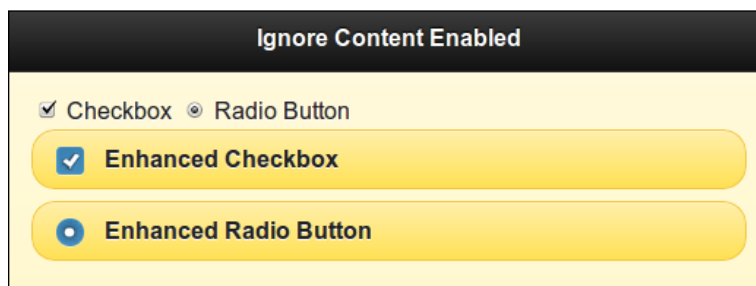 Ignore Content Enabled
Checkbox Radio Button
Enhanced Checkbox
Enhanced Radio Button